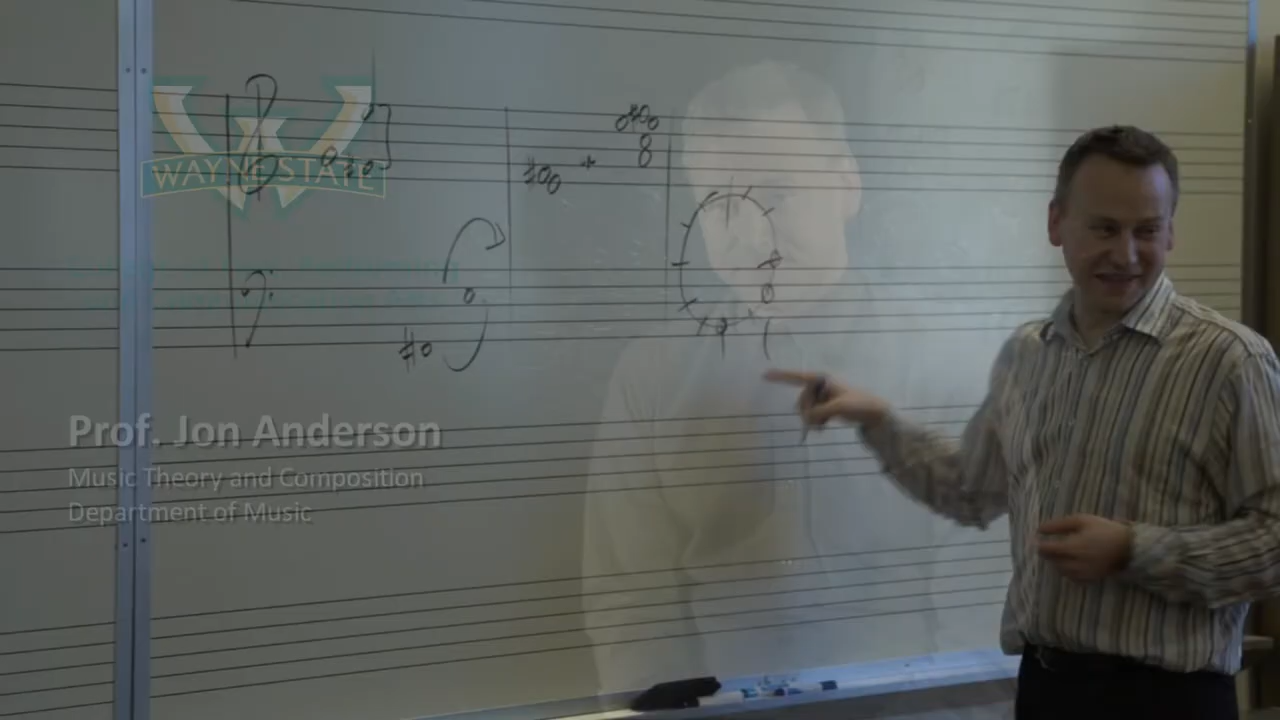 WAYNE STATE
Prof. Jon Anderson
Music Theory and Composition
Department of Music